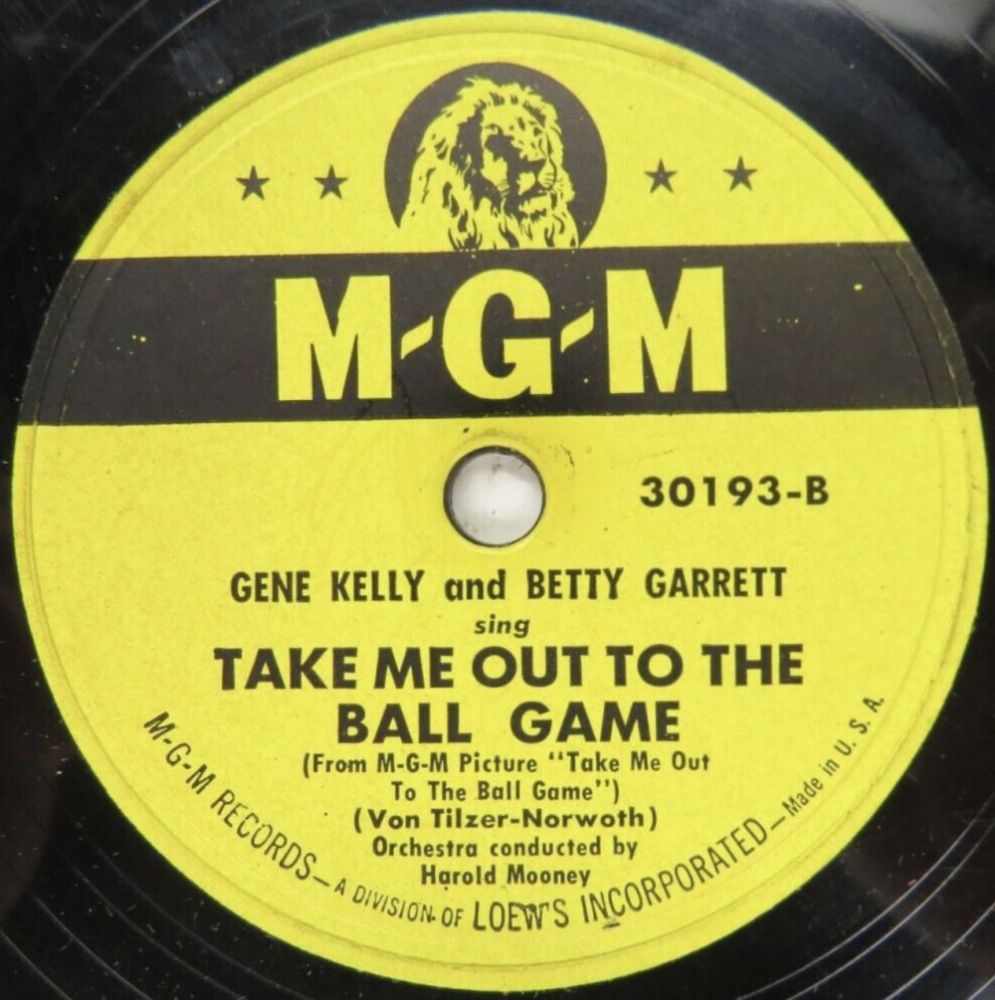 M-G-M
30193-B
GENE KELLY and BETTY GARRETT
sing
TAKE ME OUT TO THE
BALL GAME
(From M-G-M Picture "Take Me Out
To The Ball Game")
(Von Tilzer-Norwoth)
Orchestra conducted by
Harold Mooney
M-G-M RECORDS—A DIVISION OF LOEW'S INCORPORATED—Made in U. S. A.